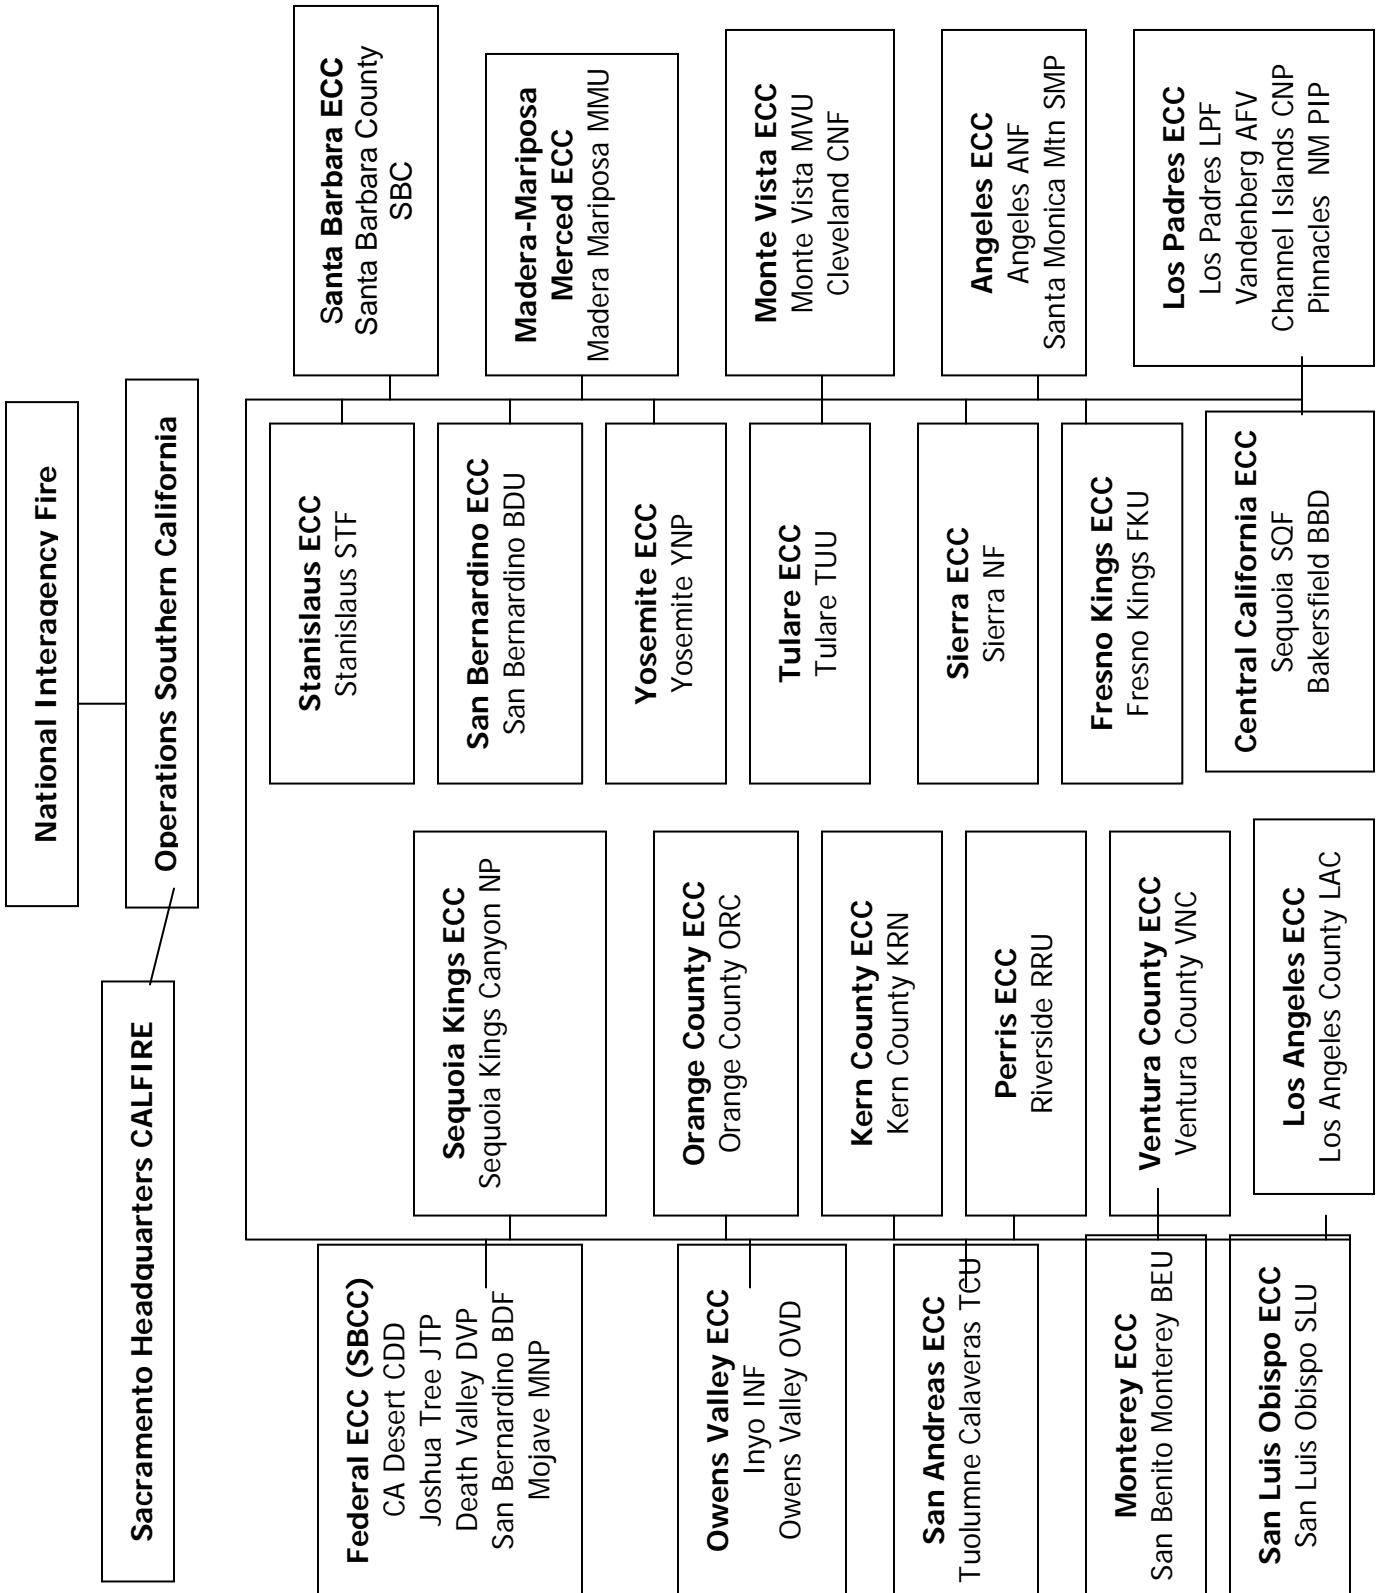 National Interagency Fire
Operations Southern California
Sacramento Headquarters CALFIRE
Federal ECC (SBCC)
CA Desert CDD
Joshua Tree JTP
Death Valley DVP
San Bernardino BDF
Mojave MNP
Owens Valley ECC
Inyo INF
Owens Valley OVD
San Andreas ECC
Tuolumne Calaveras TCU
Monterey ECC
San Benito Monterey BEU
San Luis Obispo ECC
San Luis Obispo SLU
Sequoia Kings ECC
Sequoia Kings Canyon NP
Orange County ECC
Orange County ORC
Kern County ECC
Kern County KRN
Perris ECC
Riverside RRU
Ventura County ECC
Ventura County VNC
Los Angeles ECC
Los Angeles County LAC
Stanislaus ECC
Stanislaus STF
San Bernardino ECC
San Bernardino BDU
Yosemite ECC
Yosemite YNP
Tulare ECC
Tulare TUU
Sierra ECC
Sierra NF
Fresno Kings ECC
Fresno Kings FKU
Central California ECC
Sequoia SQF
Bakersfield BBD
Santa Barbara ECC
Santa Barbara County
SBC
Madera-Mariposa
Merced ECC
Madera Mariposa MMU
Monte Vista ECC
Monte Vista MVU
Cleveland CNF
Angeles ECC
Angeles ANF
Santa Monica Mtn SMP
Los Padres ECC
Los Padres LPF
Vandenberg AFV
Channel Islands CNP
Pinnacles NM PIP